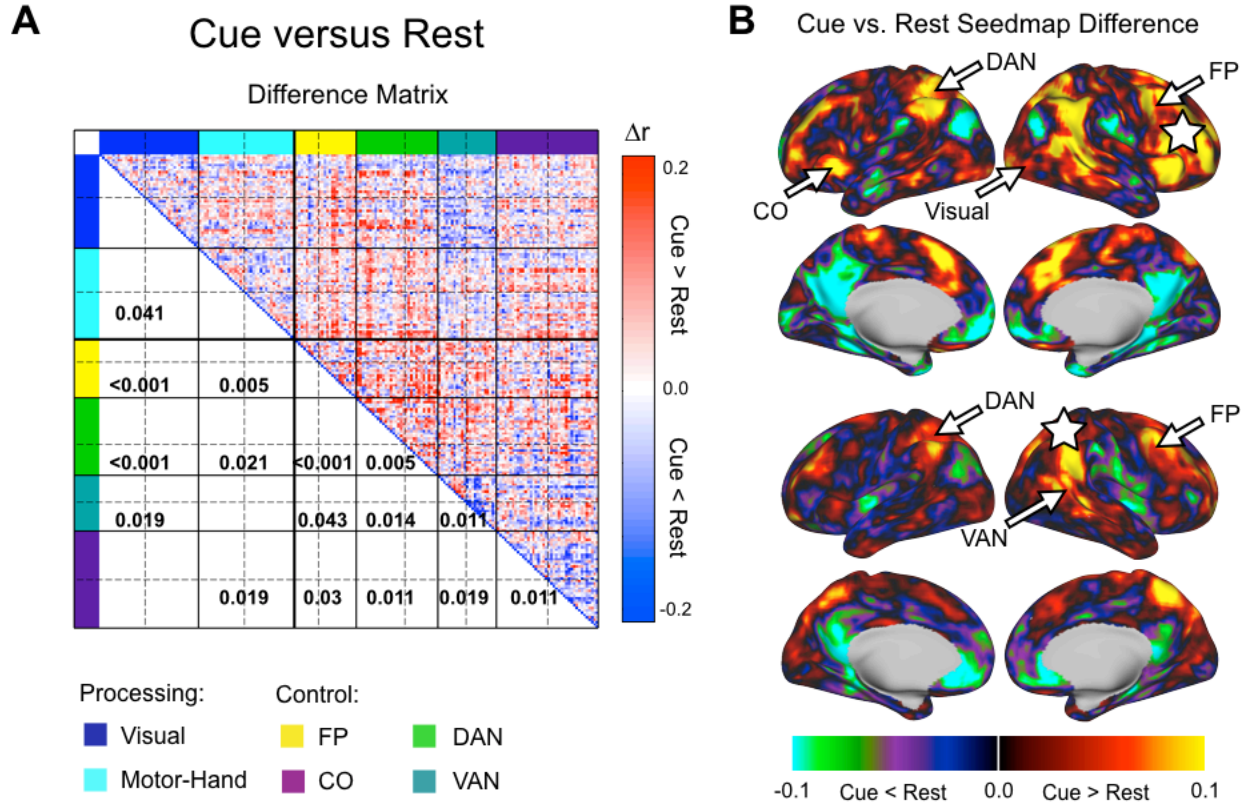 A
Cue versus Rest
Difference Matrix
Δr
0.2
Cue > Rest
0.0
Cue < Rest
-0.2
0.041
<0.001 0.005
<0.001 0.021 <0.001 0.005
0.019 0.043 0.014 0.011
0.019 0.03 0.011 0.019 0.011
Processing: Control:
Visual FP DAN
Motor-Hand CO VAN
B
Cue vs. Rest Seedmap Difference
DAN
FP
CO
Visual
DAN
FP
VAN
-0.1 Cue < Rest 0.0 Cue > Rest 0.1